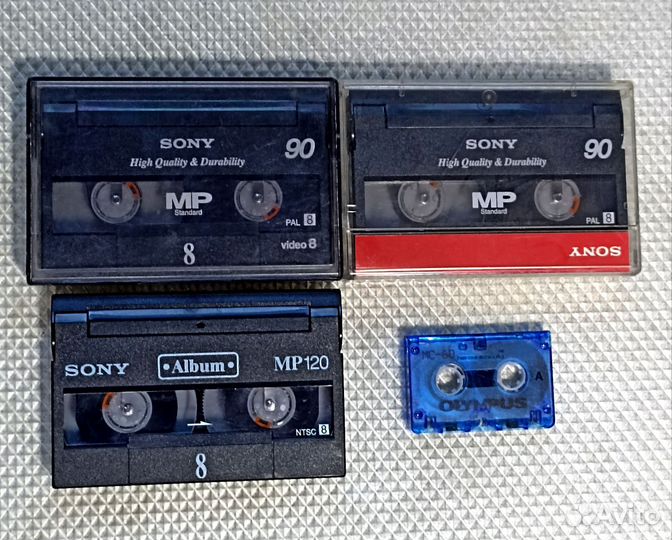 SONY 90
High Quality & Durability
MP
Standard
PAL 8
8
video 8
SONY 90
High Quality & Durability
MP
Standard
PAL 8
SONY
SONY • Album • MP120
NTSC 8
8
MC-60
A
OLYMPUS
Avito